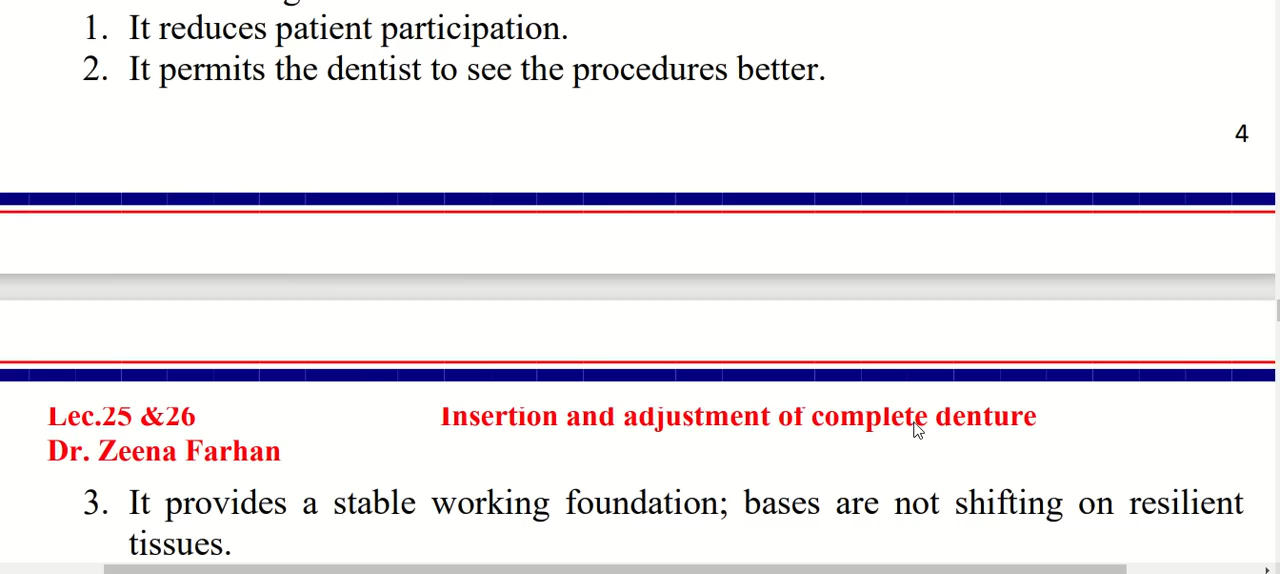 1. It reduces patient participation.
2. It permits the dentist to see the procedures better.
4
Lec.25 &26 Insertion and adjustment of complete denture
Dr. Zeena Farhan
3. It provides a stable working foundation; bases are not shifting on resilient
tissues.